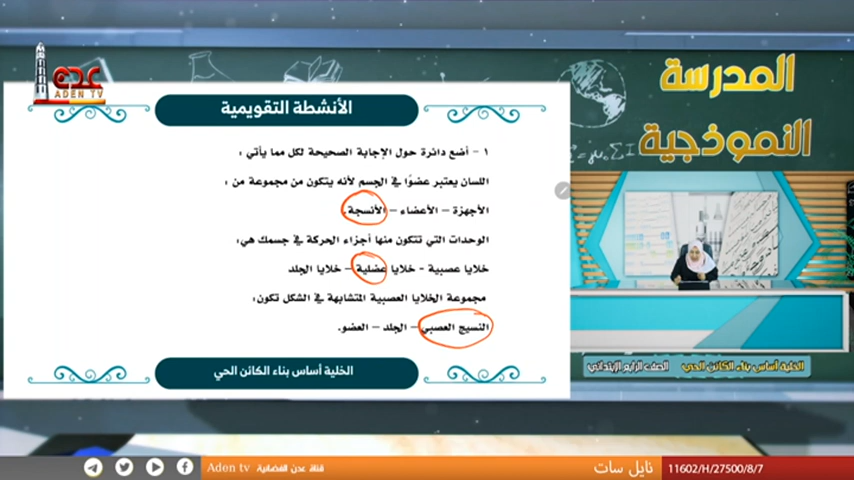 عدن
ADEN TV
المدرسة
النموذجية
الأنشطة التقويمية
١ - أضع دائرة حول الإجابة الصحيحة لكل مما يأتي :
اللسان يعتبر عضوًا في الجسم لأنه يتكون من مجموعة من :
الأجهزة – الأعضاء – الأنسجة.
الوحدات التي تتكون منها أجزاء الحركة في جسمك هي:
خلايا عصبية - خلايا عضلية – خلايا الجلد
مجموعة الخلايا العصبية المتشابهة في الشكل تكون:
النسيج العصبي – الجلد – العضو.
الخلية أساس بناء الكائن الحي
الخلية أساس بناء الكائن الحي الصف الرابع الإبتدائي
Aden tv قناة عدن الفضائية نايل سات 11602/H/27500/8/7